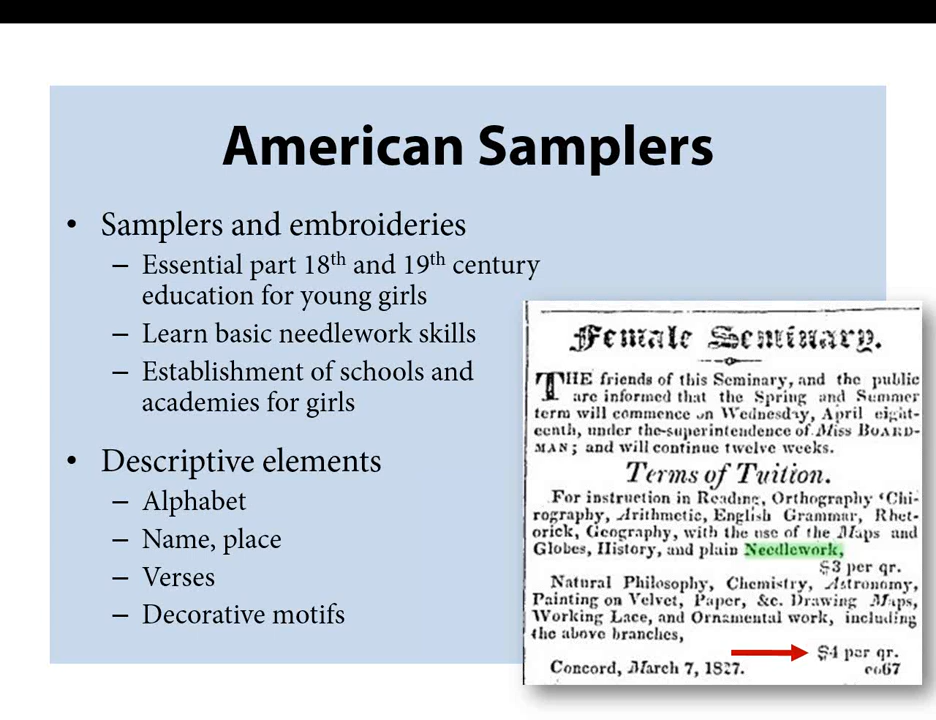 American Samplers
• Samplers and embroideries
– Essential part 18th and 19th century
education for young girls
– Learn basic needlework skills
– Establishment of schools and
academies for girls
• Descriptive elements
– Alphabet
– Name, place
– Verses
– Decorative motifs
Female Seminary.
THE friends of this Seminary, and the public
are informed that the Spring and Summer
term will commence on Wednesday, April eight-
eenth, under the superintendence of Miss BOARD-
MAN; and will continue twelve weeks.
Terms of Tuition.
For instruction in Reading, Orthography Chi-
rography, Arithmetic, English Grammar, Rhet-
orick, Geography, with the use of the Maps and
Globes, History, and plain Needlework,
$3 per qr.
Natural Philosophy, Chemistry, Astronomy,
Painting on Velvet, Paper, &c. Drawing Maps,
Working Lace, and Ornamental work, including
the above branches,
$4 per qr.
Concord, March 7, 1827.